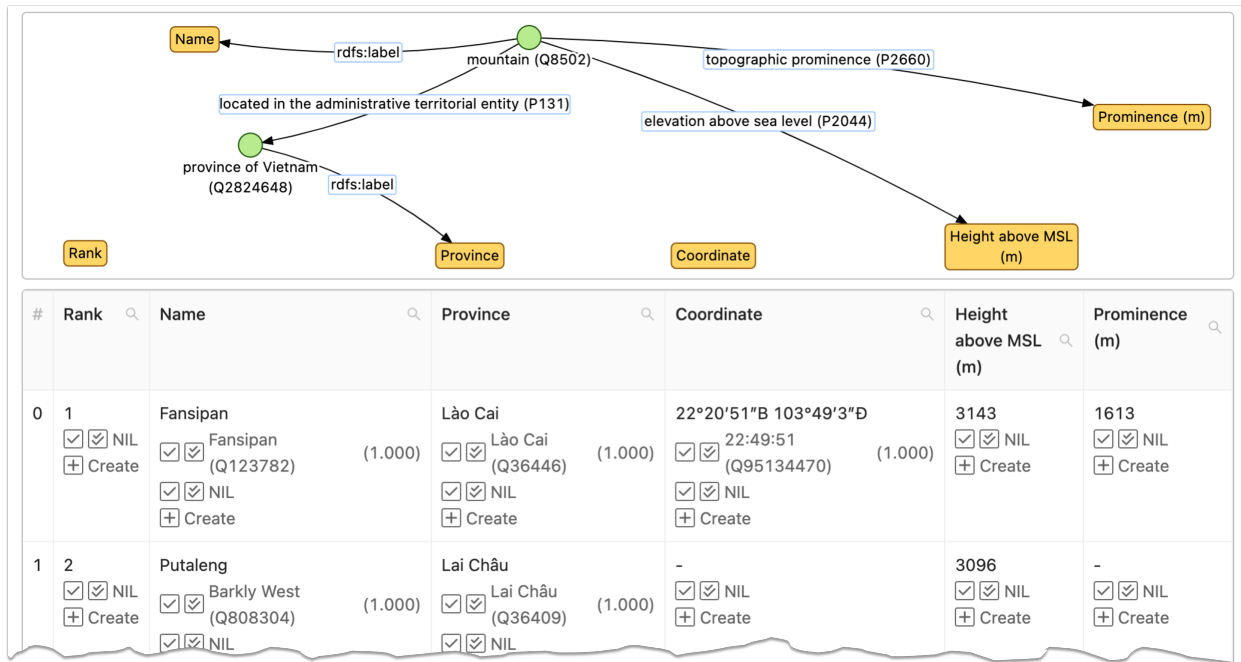 Name
rdfs:label
mountain (Q8502)
topographic prominence (P2660)
located in the administrative territorial entity (P131)
elevation above sea level (P2044)
Prominence (m)
province of Vietnam
(Q2824648)
rdfs:label
Rank
Province
Coordinate
Height above MSL
(m)
# Rank Name Province Coordinate Height above MSL (m) Prominence (m)
0 1 Fansipan Lào Cai 22°20′51″B 103°49′3″Đ 3143 1613
NIL Fansipan (Q123782) (1.000) Lào Cai (Q36446) (1.000) 22:49:51 (Q95134470) (1.000) NIL NIL
Create NIL NIL NIL Create Create
Create Create Create
1 2 Putaleng Lai Châu - 3096 -
NIL Barkly West (Q808304) (1.000) Lai Châu (Q36409) (1.000) NIL NIL NIL
Create NIL NIL Create Create Create